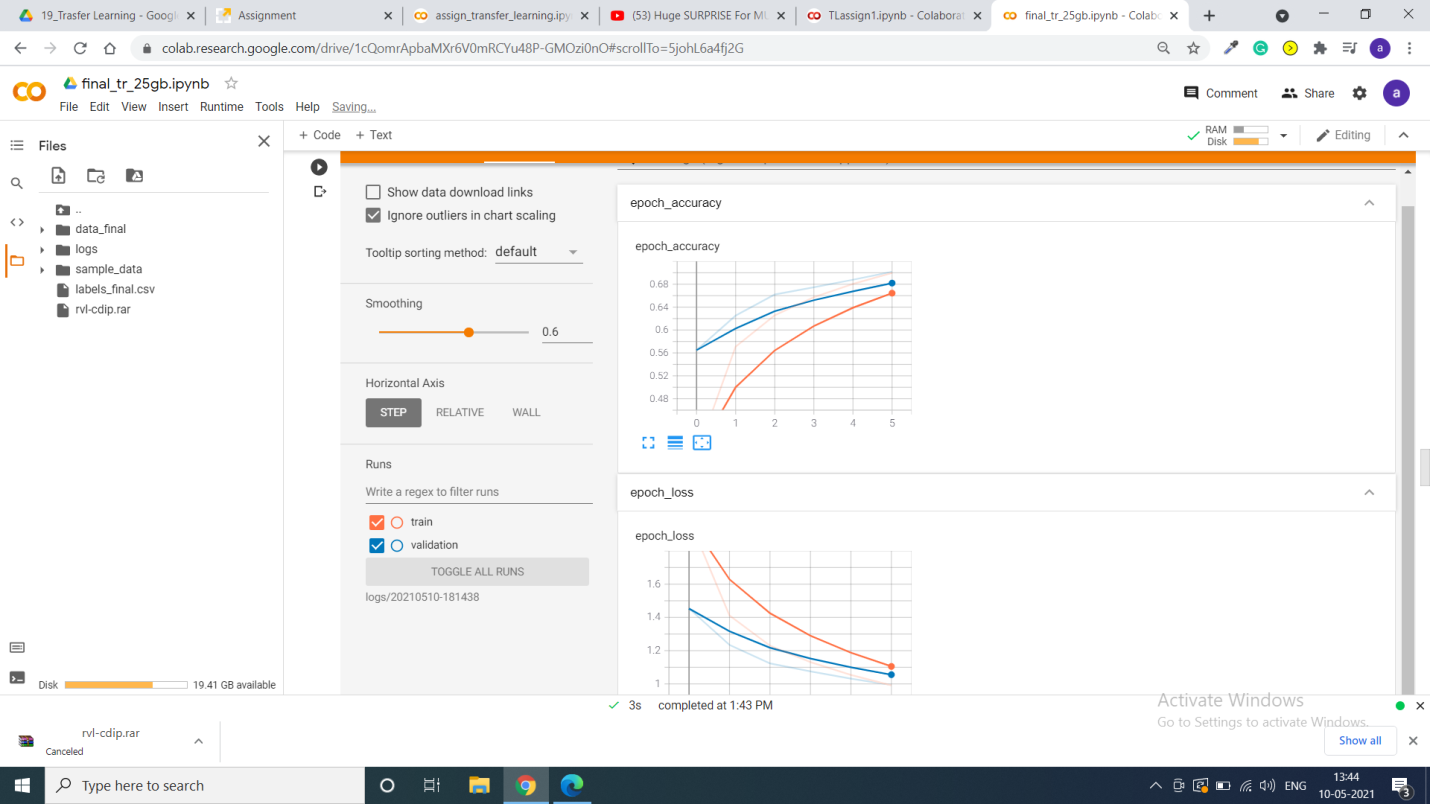 19_Trasfer Learning - Googl
Assignment
assign_transfer_learning.ipy
(53) Huge SURPRISE For MU
TLassign1.ipynb - Colaborat
final_tr_25gb.ipynb - Colabc
colab.research.google.com/drive/1cQomrApbaMXr6V0mRCYu48P-GMOzi0nO#scrollTo=5johL6a4fj2G
a
final_tr_25gb.ipynb
File Edit View Insert Runtime Tools Help Saving...
Comment Share a
Files
+ Code + Text
RAM
Disk
Editing
..
data_final
logs
sample_data
labels_final.csv
rvl-cdip.rar
Disk 19.41 GB available
Show data download links
Ignore outliers in chart scaling
Tooltip sorting method: default
Smoothing
0.6
Horizontal Axis
STEP RELATIVE WALL
Runs
Write a regex to filter runs
train
validation
TOGGLE ALL RUNS
logs/20210510-181438
epoch_accuracy
epoch_accuracy
0.68
0.64
0.6
0.56
0.52
0.48
0 1 2 3 4 5
epoch_loss
epoch_loss
1.6
1.4
1.2
1
3s completed at 1:43 PM
Activate Windows
Go to Settings to activate Windows.
rvl-cdip.rar
Canceled
Show all
Type here to search
ENG
13:44
10-05-2021
3